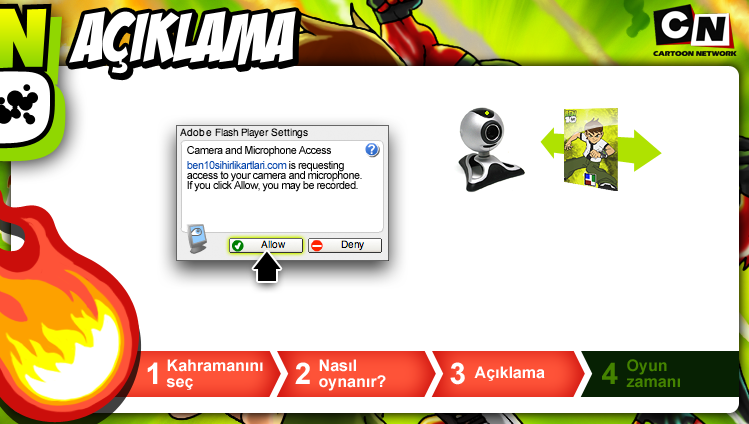 AÇIKLAMA
CN
CARTOON NETWORK
Adobe Flash Player Settings
Camera and Microphone Access
ben10sihirlikartlari.com is requesting
access to your camera and microphone.
If you click Allow, you may be recorded.
?
Allow
Deny
BEN
10
1 Kahramanını
seç
2 Nasıl
oynanır?
3 Açıklama
4 Oyun
zamanı